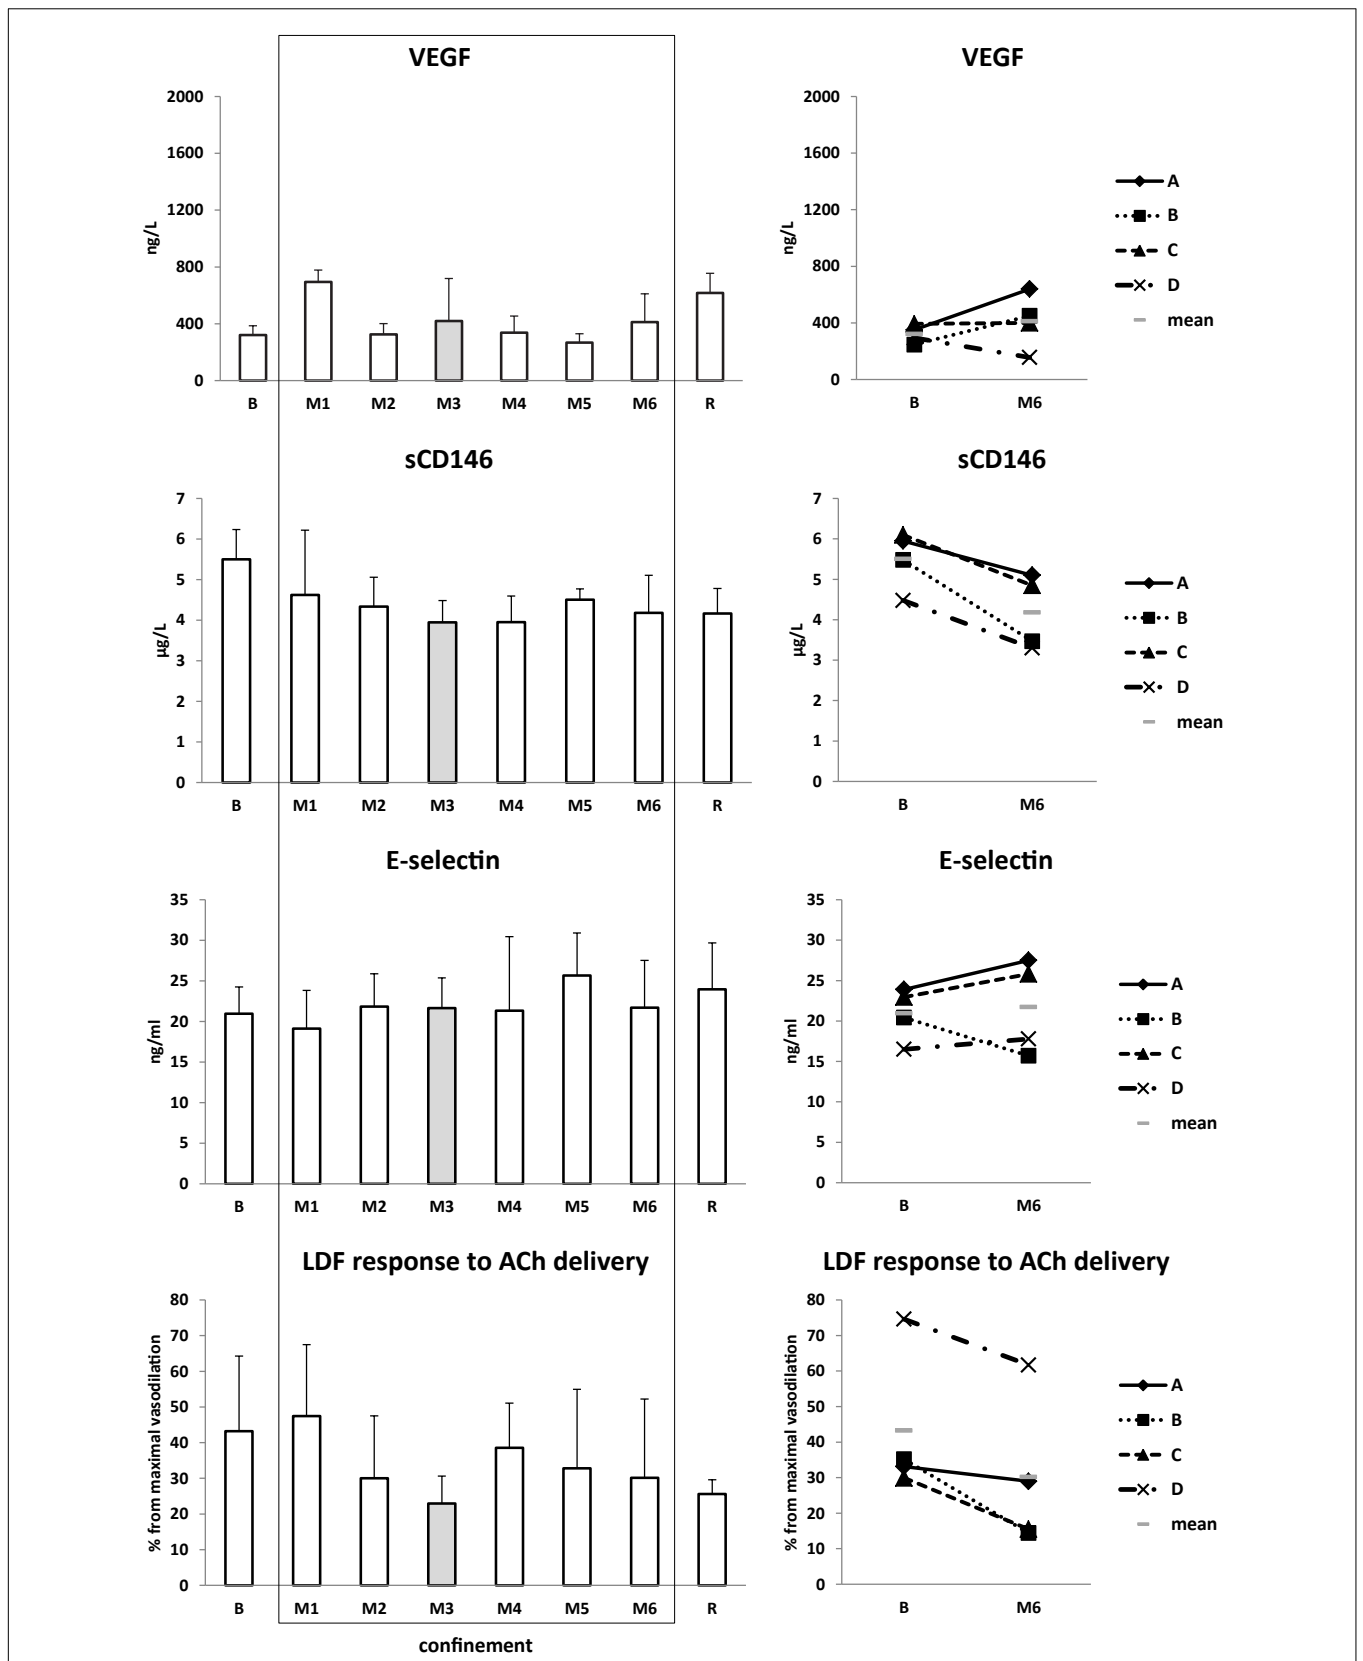 VEGF
2000
1600
1200
800
400
0
ng/L
B M1 M2 M3 M4 M5 M6 R
VEGF
2000
1600
1200
800
400
0
ng/L
B M6
A
B
C
D
mean
sCD146
7
6
5
4
3
2
1
0
µg/L
B M1 M2 M3 M4 M5 M6 R
sCD146
7
6
5
4
3
2
1
0
µg/L
B M6
A
B
C
D
mean
E-selectin
35
30
25
20
15
10
5
0
ng/ml
B M1 M2 M3 M4 M5 M6 R
E-selectin
35
30
25
20
15
10
5
0
ng/ml
B M6
A
B
C
D
mean
LDF response to ACh delivery
80
70
60
50
40
30
20
10
0
% from maximal vasodilation
B M1 M2 M3 M4 M5 M6 R
confinement
LDF response to ACh delivery
80
70
60
50
40
30
20
10
0
% from maximal vasodilation
B M6
A
B
C
D
mean